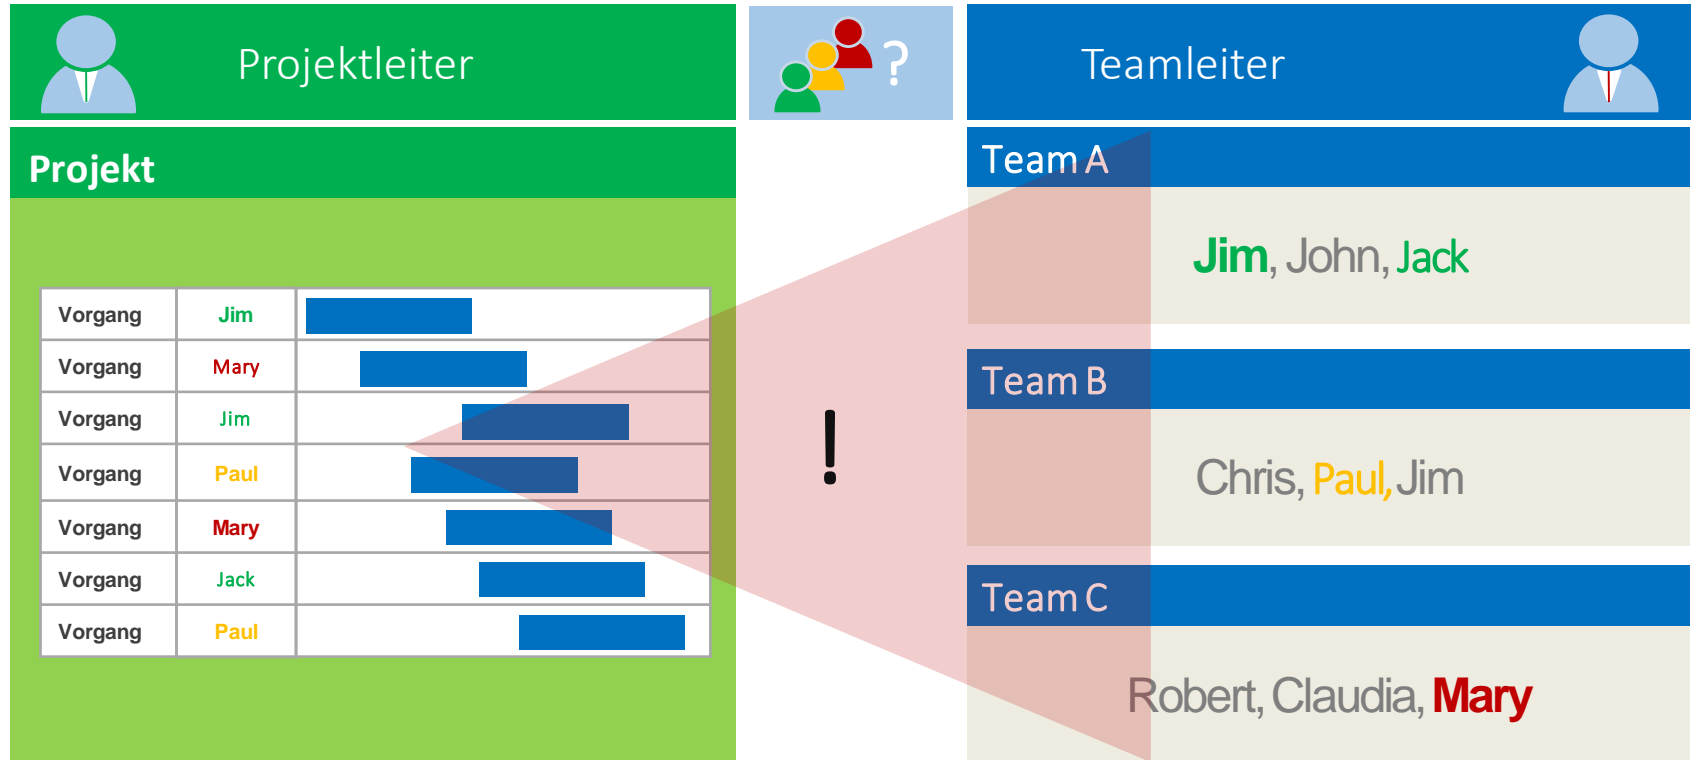 Projektleiter
?
Teamleiter
Projekt
Vorgang Jim
Vorgang Mary
Vorgang Jim
Vorgang Paul
Vorgang Mary
Vorgang Jack
Vorgang Paul
!
Team A
Jim, John, Jack
Team B
Chris, Paul, Jim
Team C
Robert, Claudia, Mary